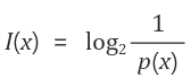 I(x) = log₂ 1/p(x)